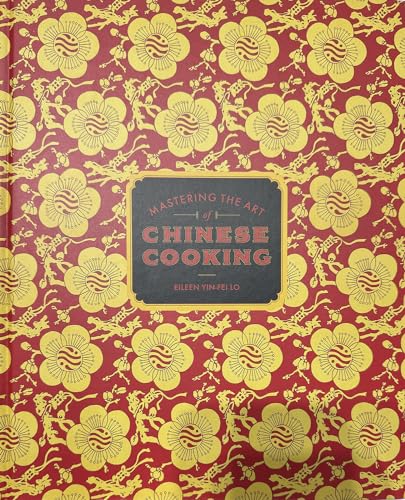 MASTERING THE ART
of
CHINESE
COOKING
EILEEN YIN-FEI LO